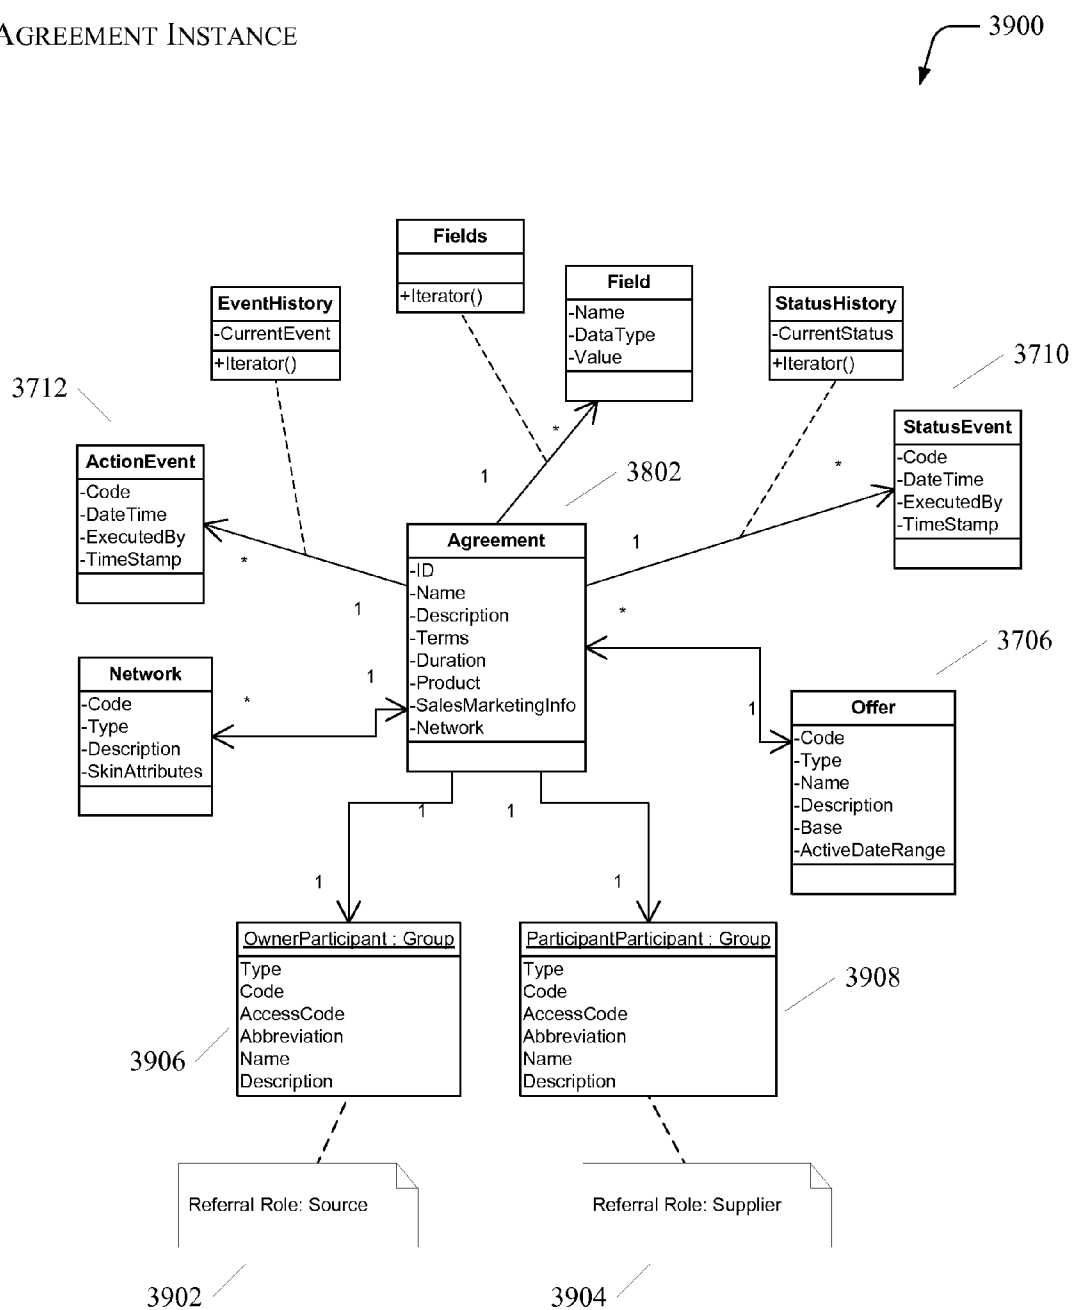 AGREEMENT INSTANCE
3900
Fields
+Iterator()
Field
-Name
-DataType
-Value
EventHistory
-CurrentEvent
+Iterator()
StatusHistory
-CurrentStatus
+Iterator()
3710
3712
StatusEvent
-Code
-DateTime
-ExecutedBy
-TimeStamp
ActionEvent
-Code
-DateTime
-ExecutedBy
-TimeStamp
*
1
3802
*
1
*
1
Agreement
-ID
-Name
-Description
-Terms
-Duration
-Product
-SalesMarketingInfo
-Network
*
1
3706
Network
-Code
-Type
-Description
-SkinAttributes
1
*
Offer
-Code
-Type
-Name
-Description
-Base
-ActiveDateRange
1
1
1
1
OwnerParticipant : Group
Type
Code
AccessCode
Abbreviation
Name
Description
3906
ParticipantParticipant : Group
Type
Code
AccessCode
Abbreviation
Name
Description
3908
Referral Role: Source
Referral Role: Supplier
3902
3904